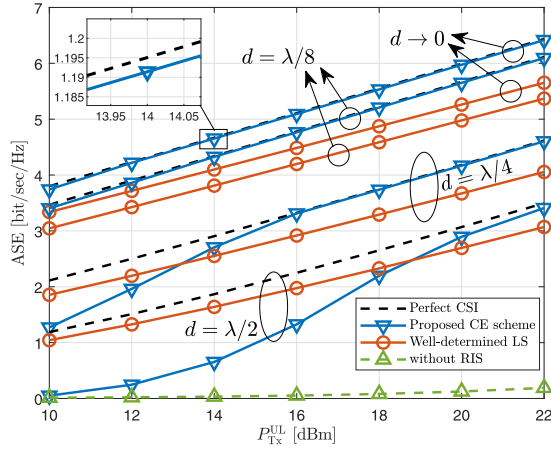 7
6
5
4
3
2
1
0
ASE [bit/sec/Hz]
1.2
1.195
1.19
1.185
13.95 14 14.05
d = λ/8
d → 0
d = λ/4
d = λ/2
Perfect CSI
Proposed CE scheme
Well-determined LS
without RIS
10 12 14 16 18 20 22
P_Tx^UL [dBm]